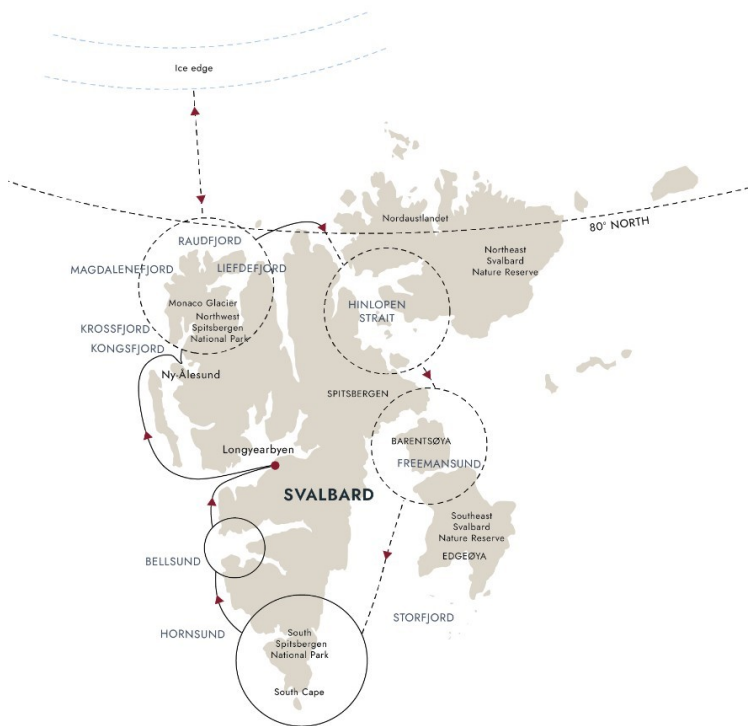 Ice edge
80° NORTH
Nordaustlandet
RAUDFJORD
MAGDALENEFJORD
LIEFDEFJORD
Northeast
Svalbard
Nature Reserve
Monaco Glacier
Northwest
Spitsbergen
National Park
HINLOPEN
STRAIT
KROSSFJORD
KONGSFJORD
Ny-Ålesund
SPITSBERGEN
BARENTSØYA
FREEMANSUND
Longyearbyen
SVALBARD
Southeast
Svalbard
Nature Reserve
EDGEØYA
BELLSUND
STORFJORD
HORNSUND
South
Spitsbergen
National Park
South Cape